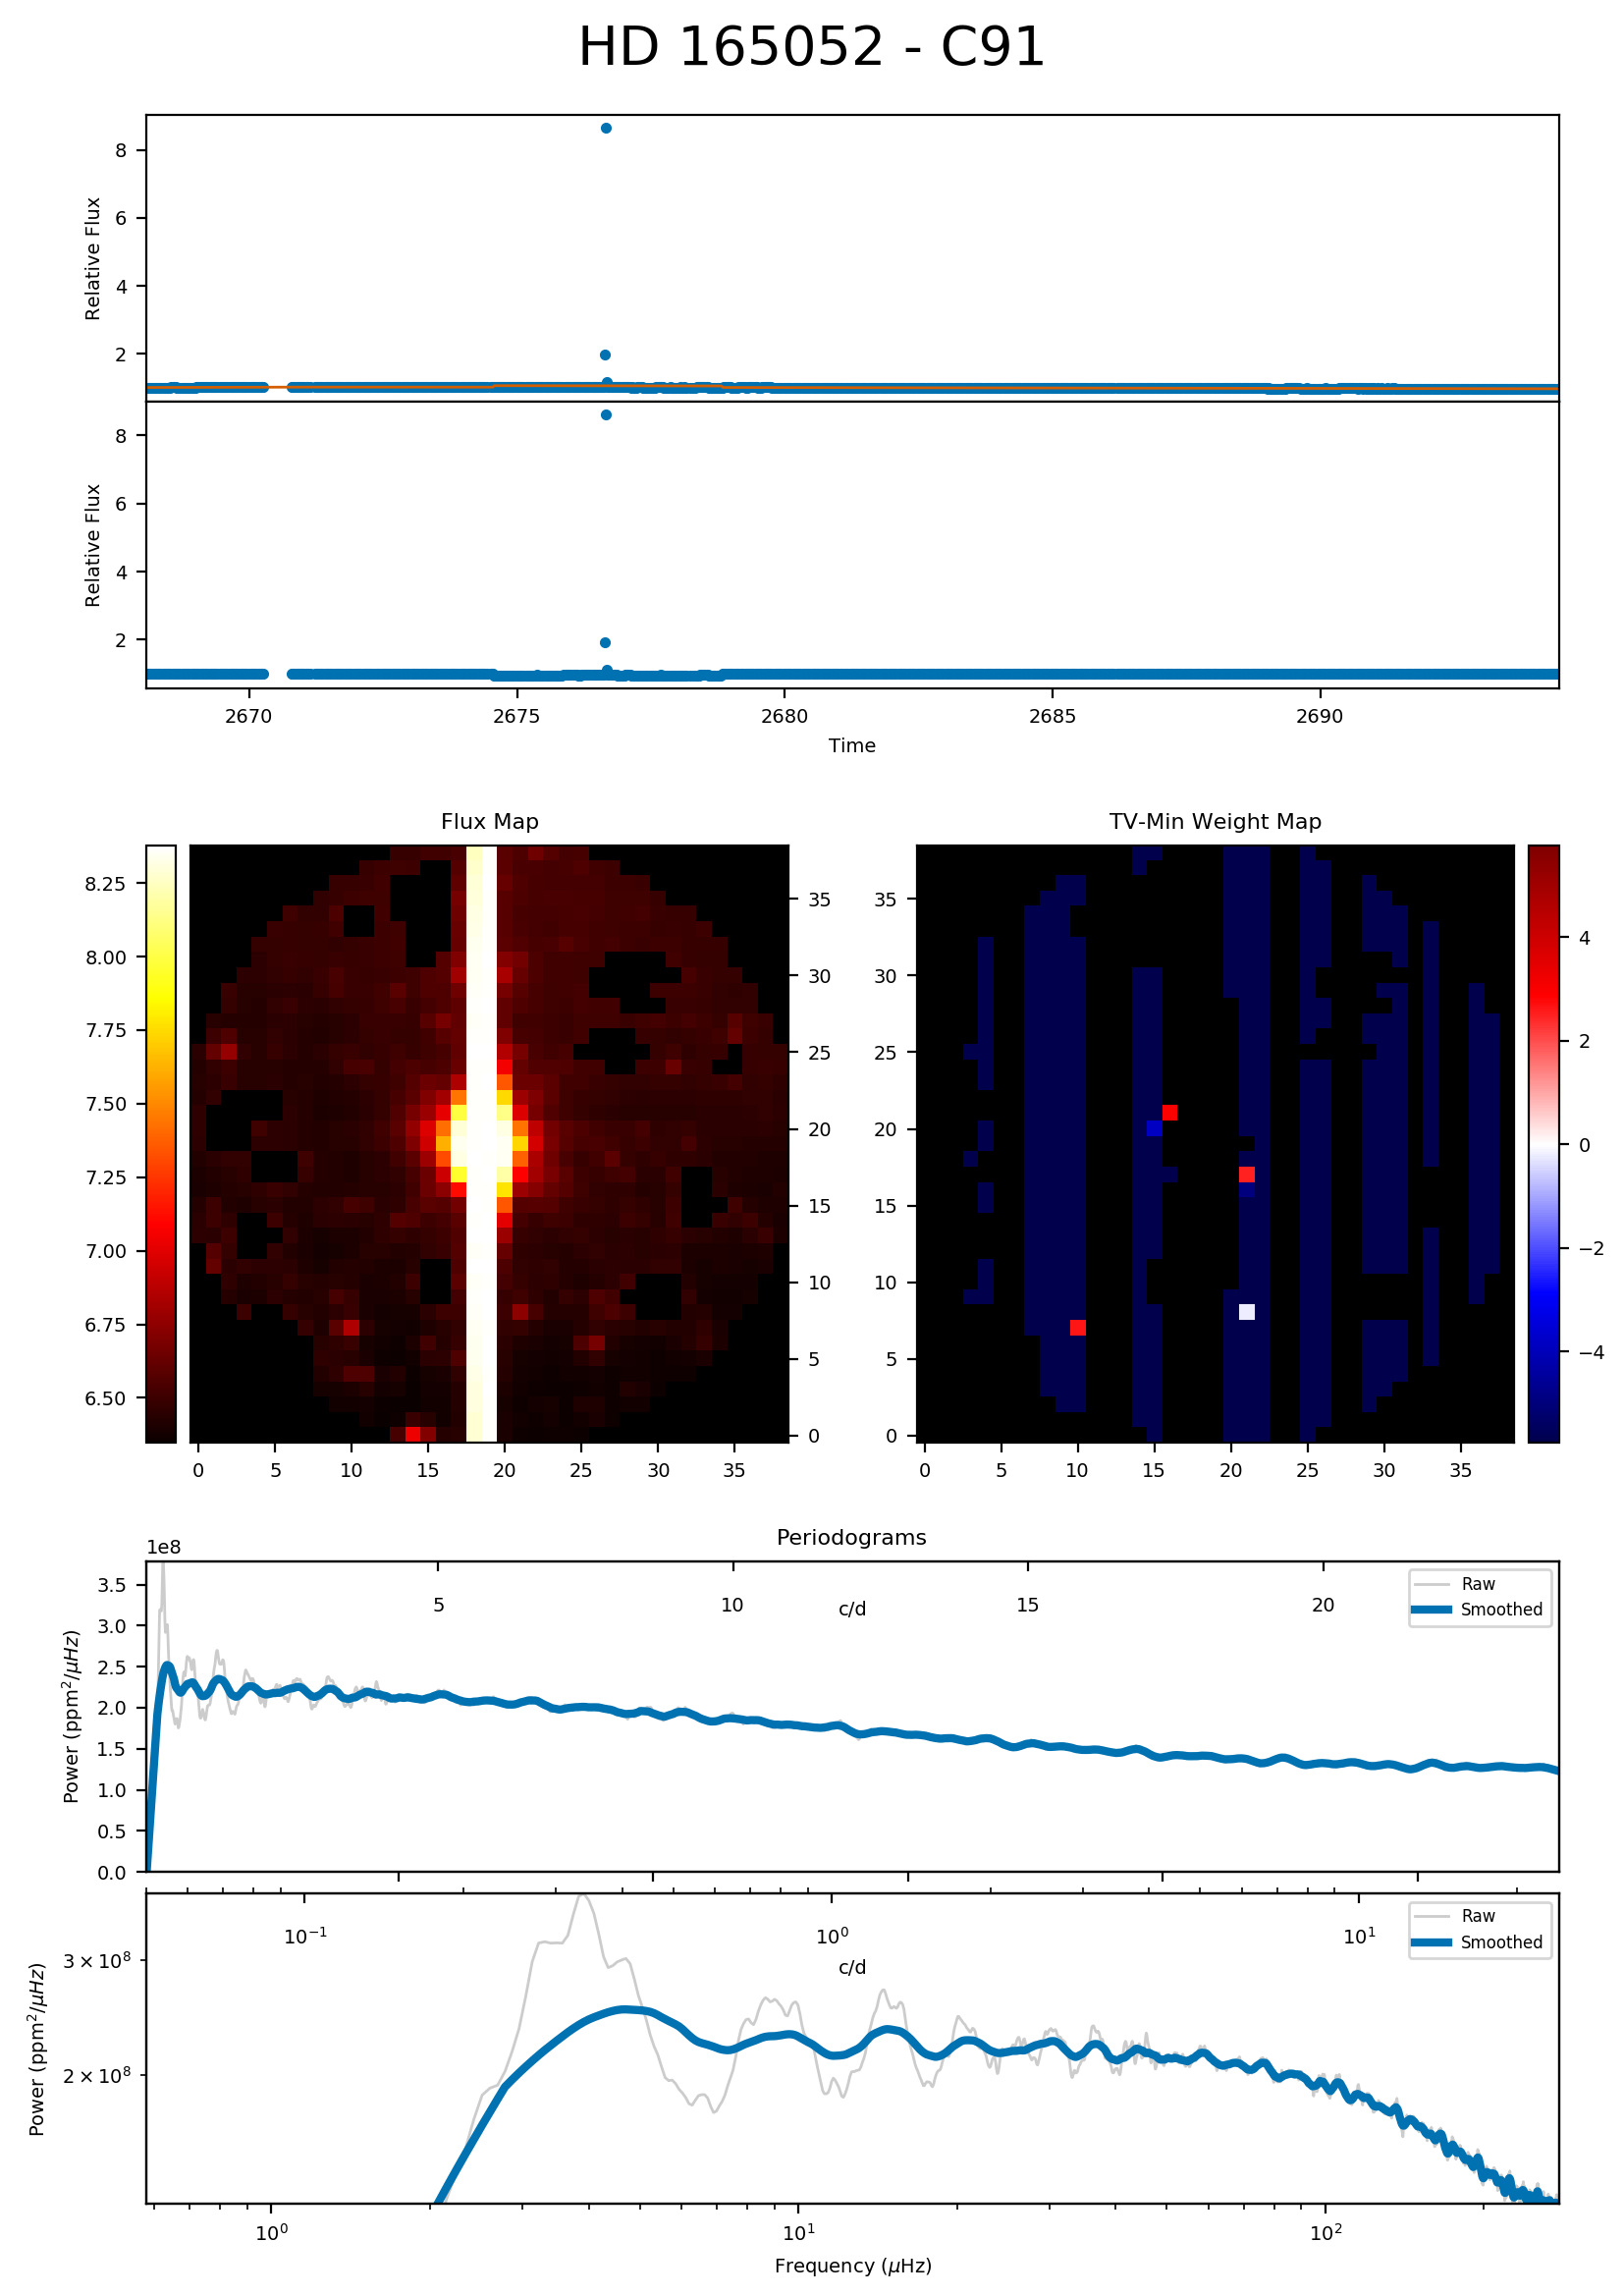 HD 165052 - C91
8
6
4
2
Relative Flux
8
6
4
2
Relative Flux
2670 2675 2680 2685 2690
Time
Flux Map
8.25
8.00
7.75
7.50
7.25
7.00
6.75
6.50
35
30
25
20
15
10
5
0
0 5 10 15 20 25 30 35
TV-Min Weight Map
35
30
25
20
15
10
5
0
0 5 10 15 20 25 30 35
4
2
0
−2
−4
Periodograms
1e8
3.5
3.0
2.5
2.0
1.5
1.0
0.5
0.0
Power (ppm²/μHz)
5 10 15 20
c/d
Raw
Smoothed
3 × 10⁸
2 × 10⁸
Power (ppm²/μHz)
10⁻¹ 10⁰ 10¹
c/d
Raw
Smoothed
10⁰ 10¹ 10²
Frequency (μHz)